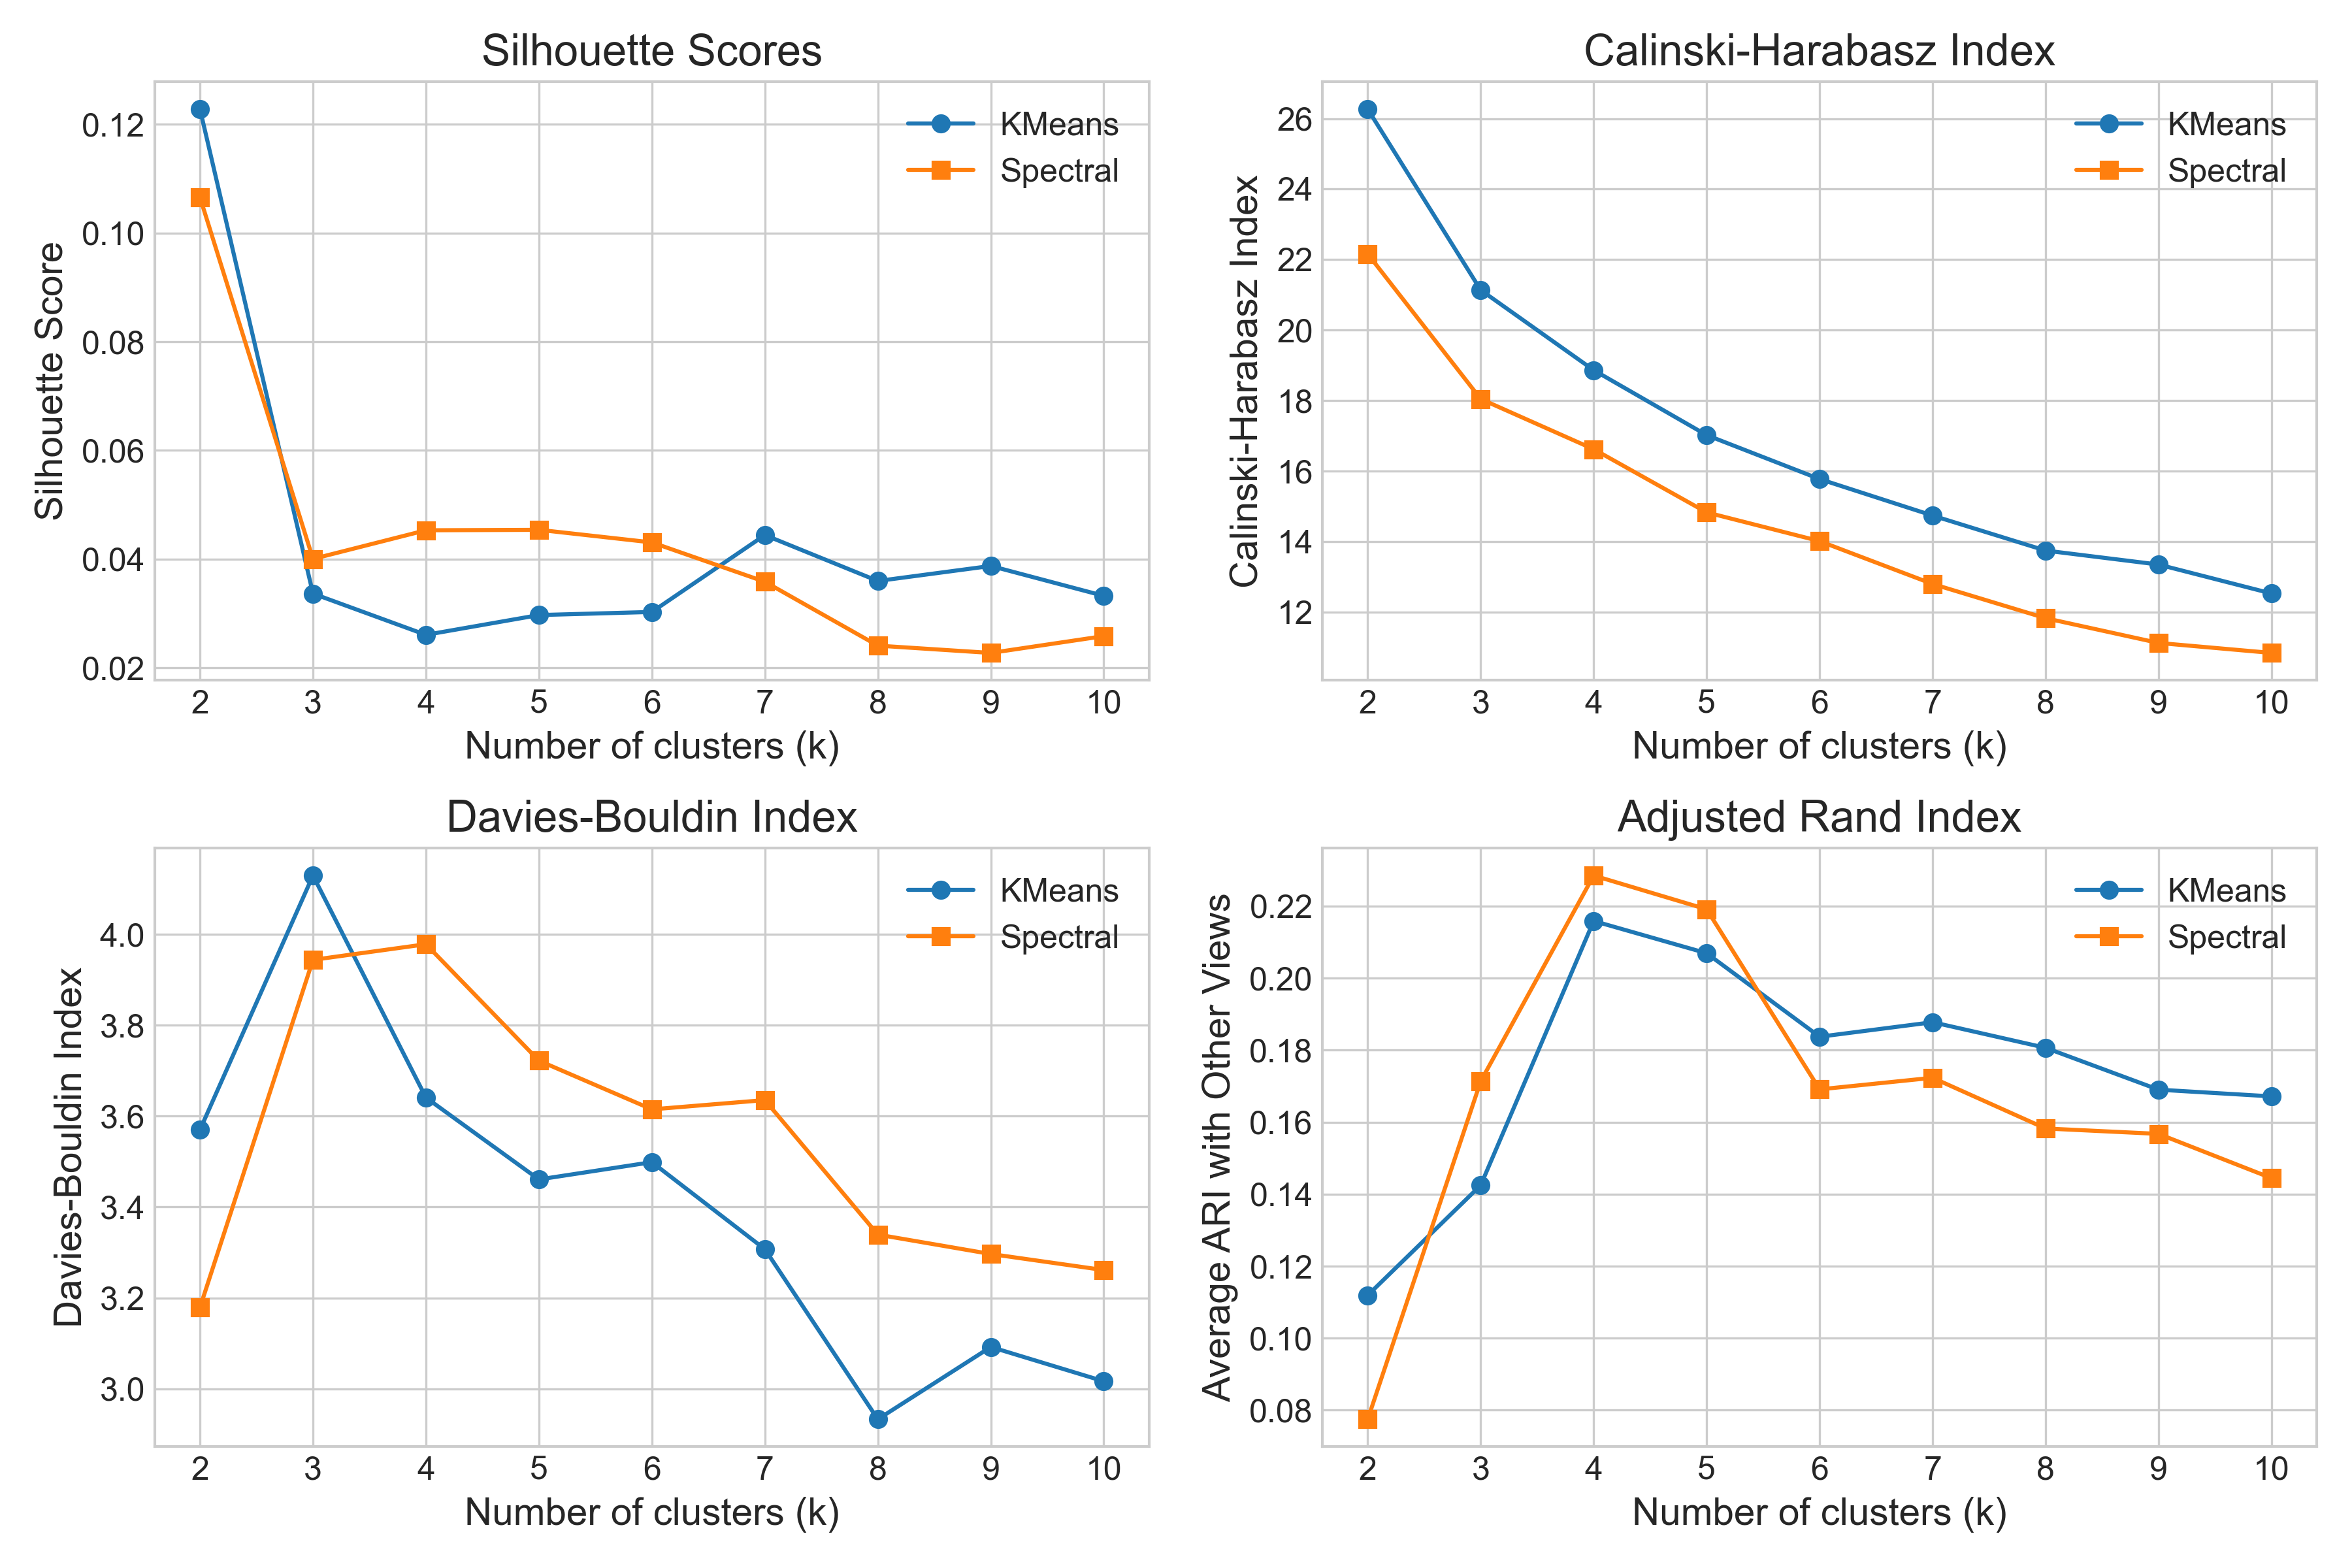 Silhouette Scores
Silhouette Score
0.12
0.10
0.08
0.06
0.04
0.02
KMeans
Spectral
2 3 4 5 6 7 8 9 10
Number of clusters (k)
Calinski-Harabasz Index
Calinski-Harabasz Index
26
24
22
20
18
16
14
12
KMeans
Spectral
2 3 4 5 6 7 8 9 10
Number of clusters (k)
Davies-Bouldin Index
Davies-Bouldin Index
4.0
3.8
3.6
3.4
3.2
3.0
KMeans
Spectral
2 3 4 5 6 7 8 9 10
Number of clusters (k)
Adjusted Rand Index
Average ARI with Other Views
0.22
0.20
0.18
0.16
0.14
0.12
0.10
0.08
KMeans
Spectral
2 3 4 5 6 7 8 9 10
Number of clusters (k)